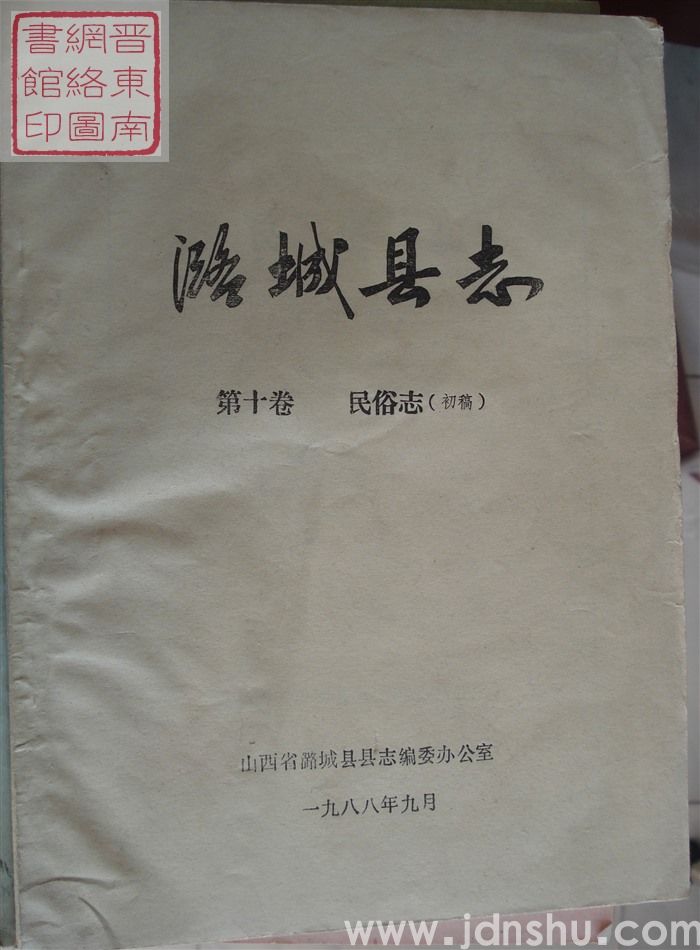 晋東南
網絡圖
書館印
潞城县志
第十卷 民俗志(初稿)
山西省潞城县县志编委办公室
一九八八年九月
www.jdnshu.com